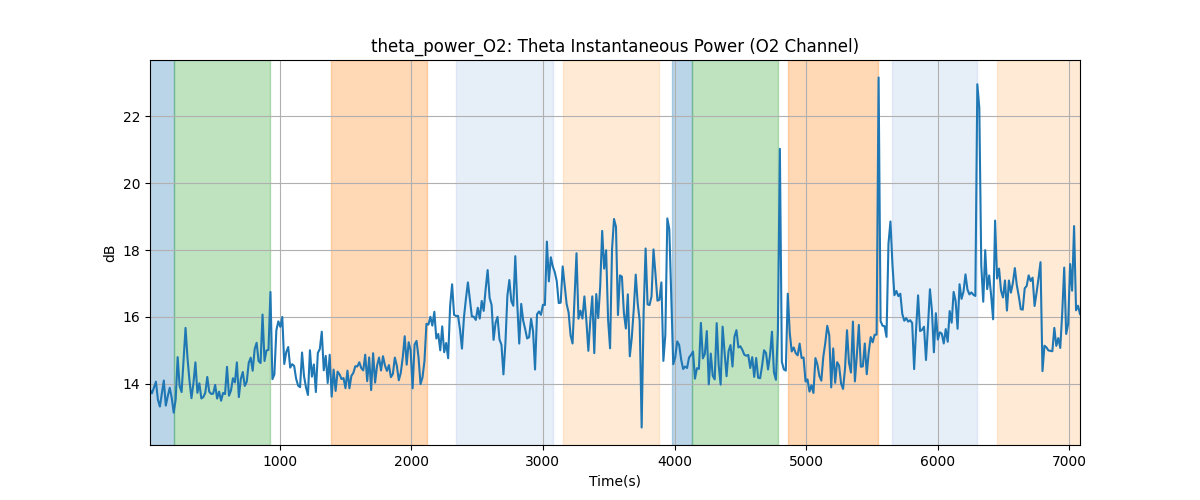 theta_power_O2: Theta Instantaneous Power (O2 Channel)
dB
22
20
18
16
14
1000 2000 3000 4000 5000 6000 7000
Time(s)